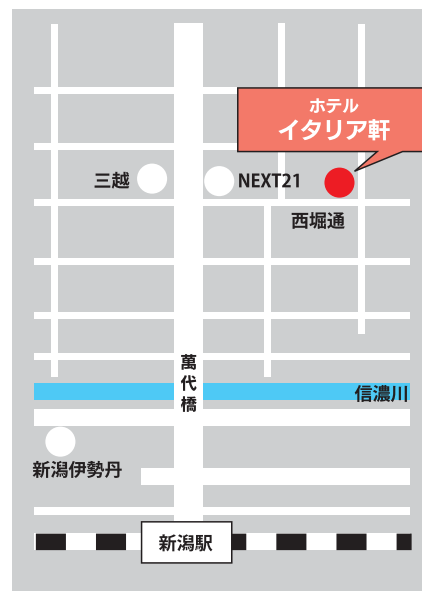 ホテル
イタリア軒
三越
NEXT21
西堀通
萬代橋
信濃川
新潟伊勢丹
新潟駅